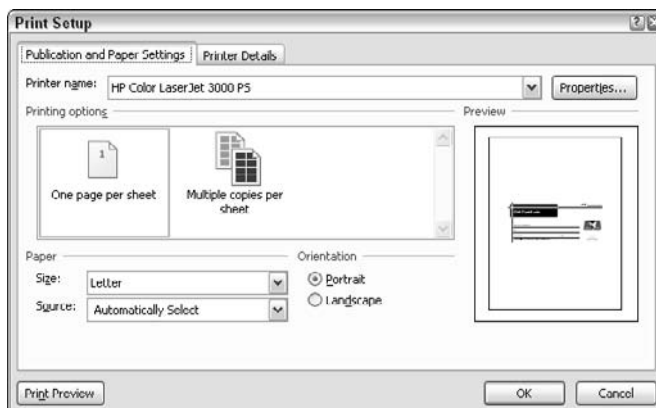 Print Setup
Publication and Paper Settings
Printer Details
Printer name:
HP Color LaserJet 3000 PS
Properties...
Printing options
Preview
1
One page per sheet
Multiple copies per
sheet
Paper
Orientation
Size:
Letter
Portrait
Source:
Automatically Select
Landscape
Print Preview
OK
Cancel